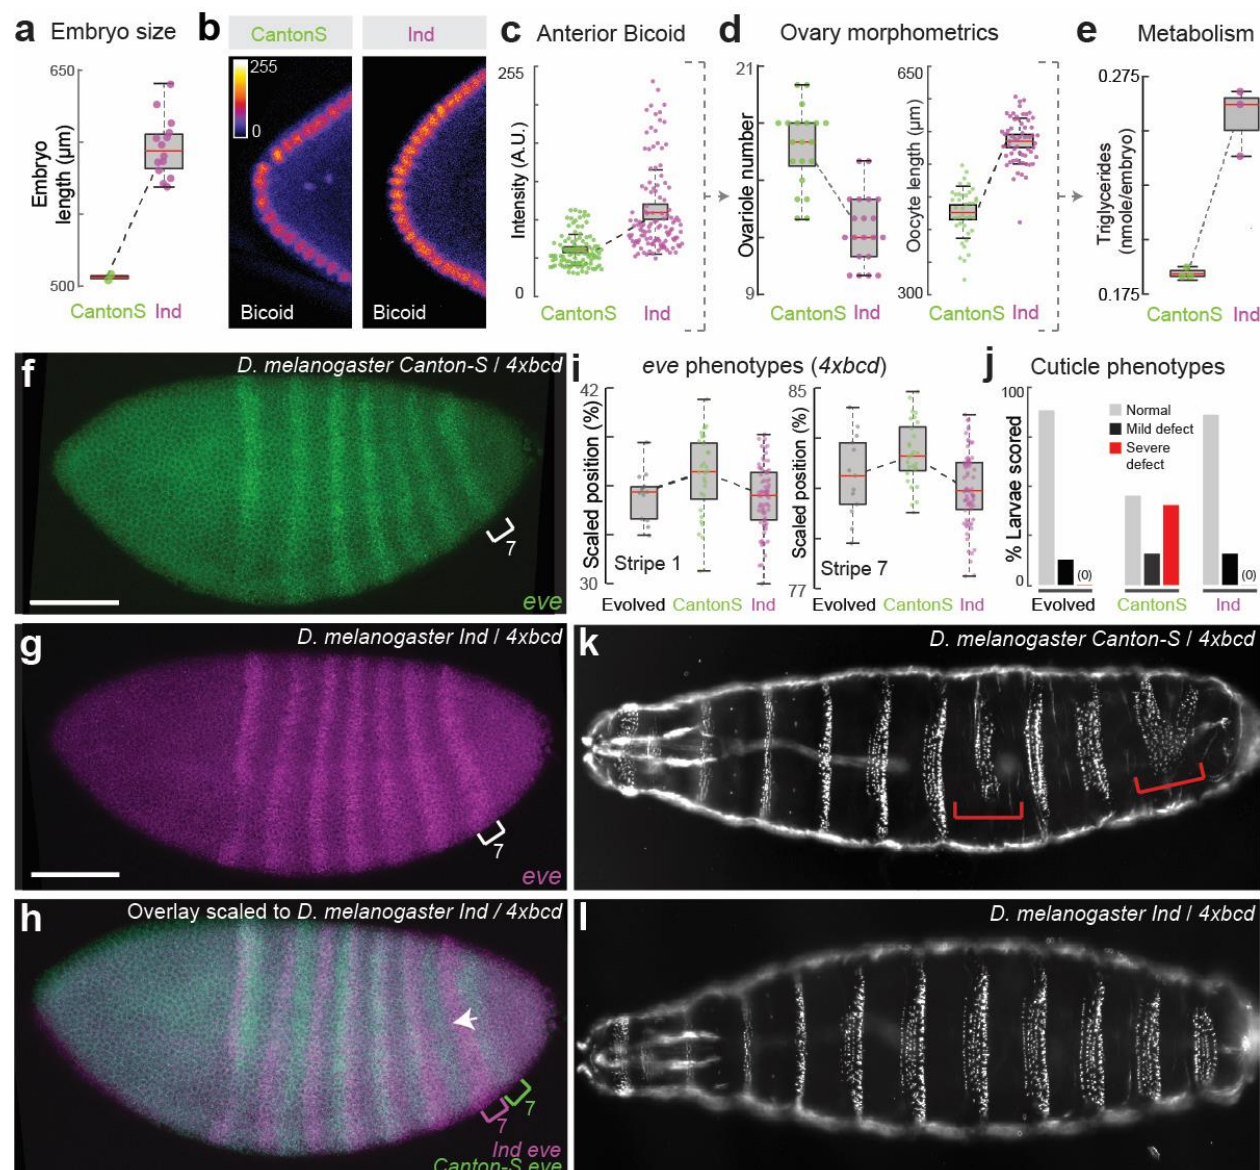 a Embryo size
650
Embryo
length (µm)
500
CantonS Ind
b CantonS Ind
255
0
Bicoid Bicoid
c Anterior Bicoid
255
Intensity (A.U.)
0
CantonS Ind
d Ovary morphometrics
21
Ovariole number
9
CantonS Ind
650
Oocyte length (µm)
300
CantonS Ind
e Metabolism
0.275
Triglycerides
(nmole/embryo)
0.175
CantonS Ind
f D. melanogaster Canton-S / 4xbcd
7
eve
g D. melanogaster Ind / 4xbcd
7
eve
h Overlay scaled to D. melanogaster Ind / 4xbcd
7
7
Ind eve
Canton-S eve
i eve phenotypes (4xbcd)
42
Scaled position (%)
30
Stripe 1
Evolved CantonS Ind
85
Scaled position (%)
77
Stripe 7
Evolved CantonS Ind
j Cuticle phenotypes
100
% Larvae scored
0
Normal
Mild defect
Severe
defect
(0) (0)
Evolved CantonS Ind
k D. melanogaster Canton-S / 4xbcd
l D. melanogaster Ind / 4xbcd